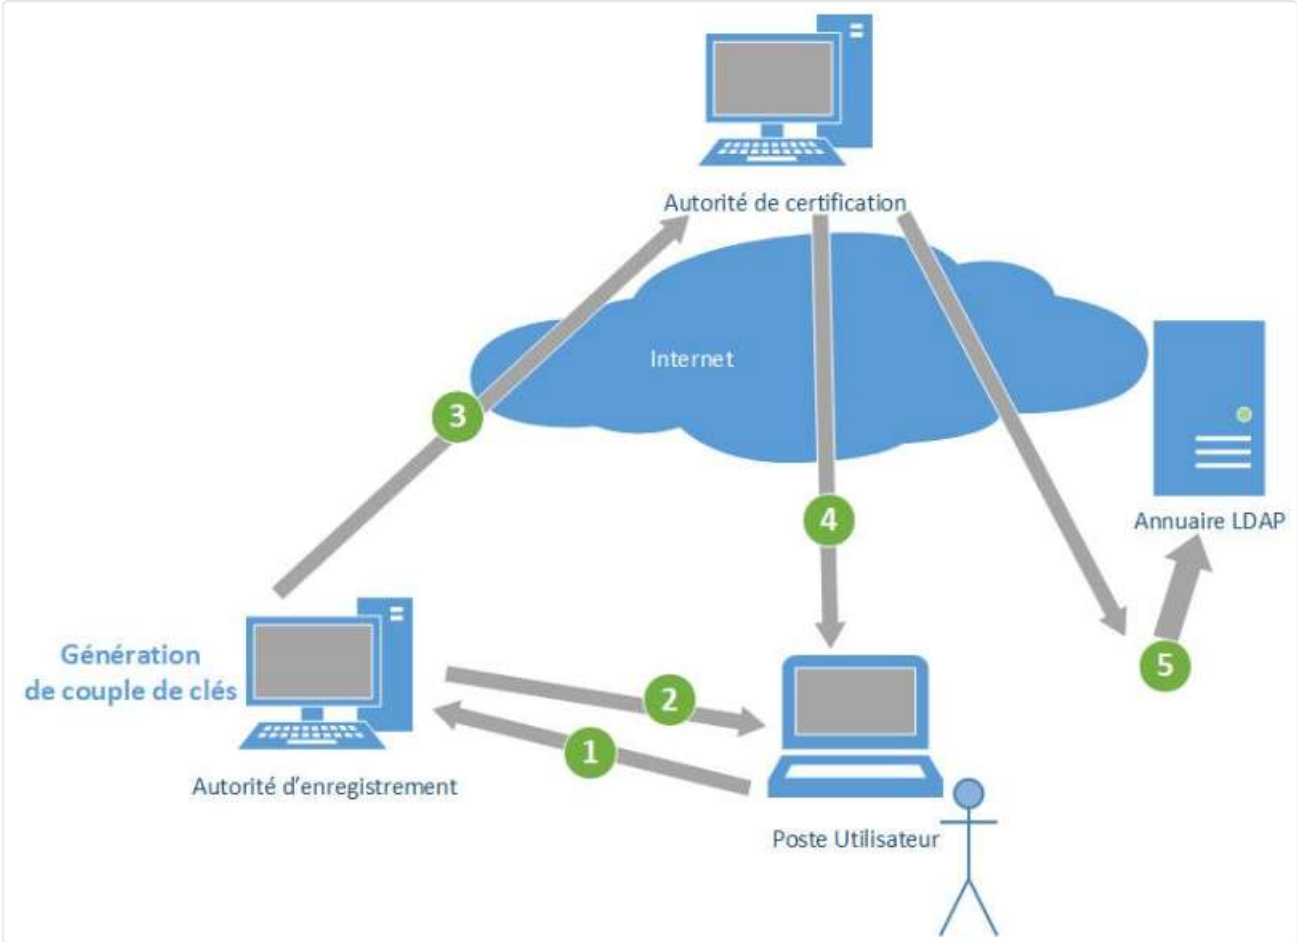 Autorité de certification
Internet
3
4
Annuaire LDAP
Génération
de couple de clés
5
2
1
Autorité d'enregistrement
Poste Utilisateur